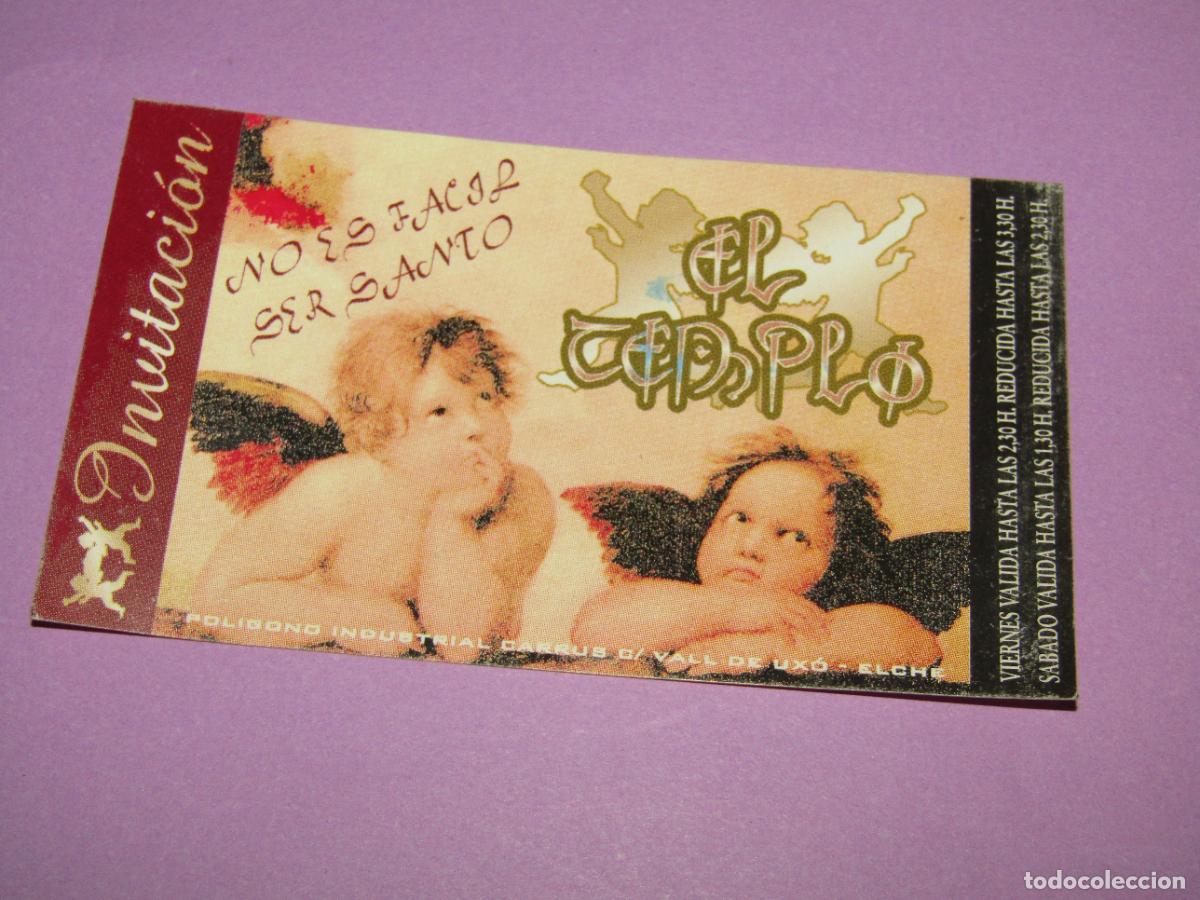 Invitación
NO ES FACIL
SER SANTO
EL
TEMPLO
POLIGONO INDUSTRIAL CARRUS C/ VALL DE UXÓ - ELCHE
VIERNES VALIDA HASTA LAS 2,30 H. REDUCIDA HASTA LAS 3,30 H.
SABADO VALIDA HASTA LAS 1,30 H. REDUCIDA HASTA LAS 2,30 H.
todocoleccion